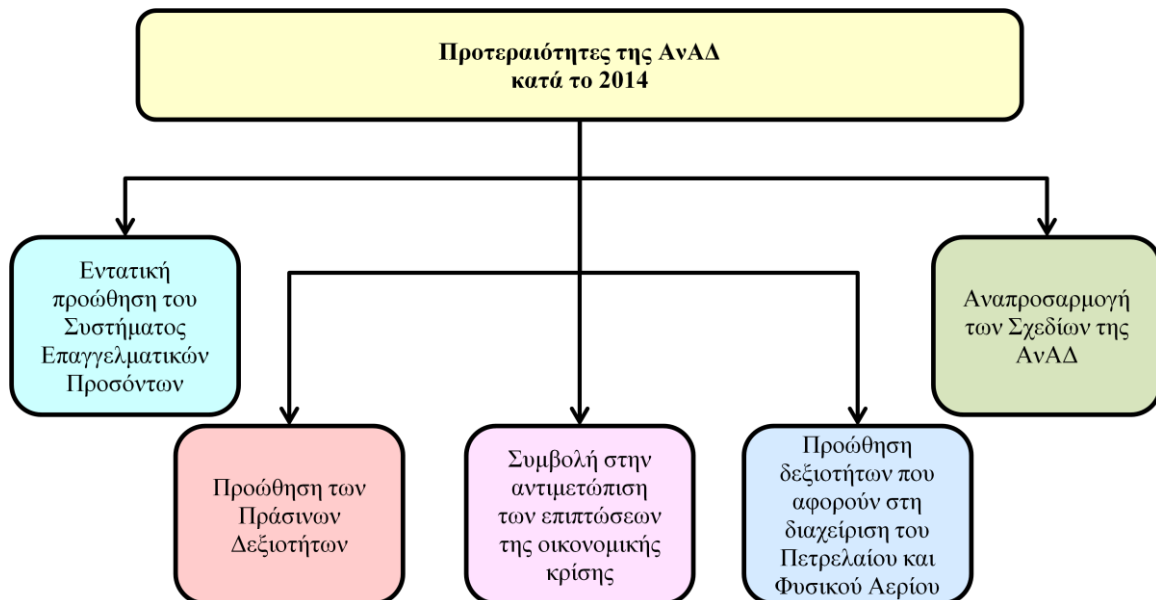 Προτεραιότητες της ΑνΑΔ
κατά το 2014
Εντατική
προώθηση του
Συστήματος
Επαγγελματικών
Προσόντων
Αναπροσαρμογή
των Σχεδίων της
ΑνΑΔ
Προώθηση των
Πράσινων
Δεξιοτήτων
Συμβολή στην
αντιμετώπιση
των επιπτώσεων
της οικονομικής
κρίσης
Προώθηση
δεξιοτήτων που
αφορούν στη
διαχείριση του
Πετρελαίου και
Φυσικού Αερίου